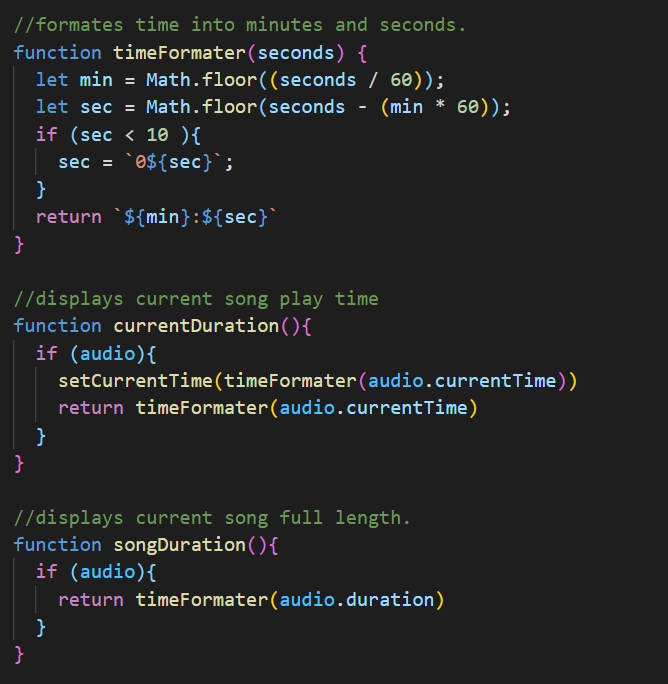 //formates time into minutes and seconds.
function timeFormater(seconds) {
  let min = Math.floor((seconds / 60));
  let sec = Math.floor(seconds - (min * 60));
  if (sec < 10 ){
    sec = `0${sec}`;
  }
  return `${min}:${sec}`
}

//displays current song play time
function currentDuration(){
  if (audio){
    setCurrentTime(timeFormater(audio.currentTime))
    return timeFormater(audio.currentTime)
  }
}

//displays current song full length.
function songDuration(){
  if (audio){
    return timeFormater(audio.duration)
  }
}